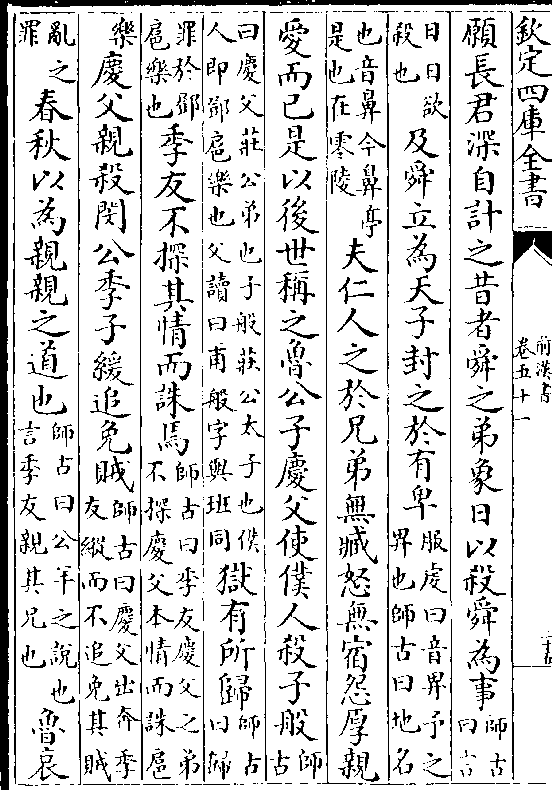 欽定四庫全書 前漢書 卷五十一
願長君深自計之昔者舜之弟象日以殺舜為事師古曰言
日日欲殺也及舜立為天子封之於有卑服虔曰音畀予之畀也師古曰地名
也音鼻今鼻亭是也在零陵夫仁人之於兄弟無臧怒無宿怨厚親
愛而已是以後世稱之魯公子慶父使僕人殺子般師古
曰慶父莊公弟也子般莊公太子也僕人即鄧扈樂也父讀曰甫般字與班同獄有所歸師古曰歸
罪於鄧扈樂也季友不探其情而誅焉師古曰季友慶父之弟不探慶父本情而誅扈
樂慶父親殺閔公季子緩追免賊師古曰慶父出奔季友縱而不追免其賊
亂之罪春秋以為親親之道也師古曰公羊之說也言季友親其兄也魯哀